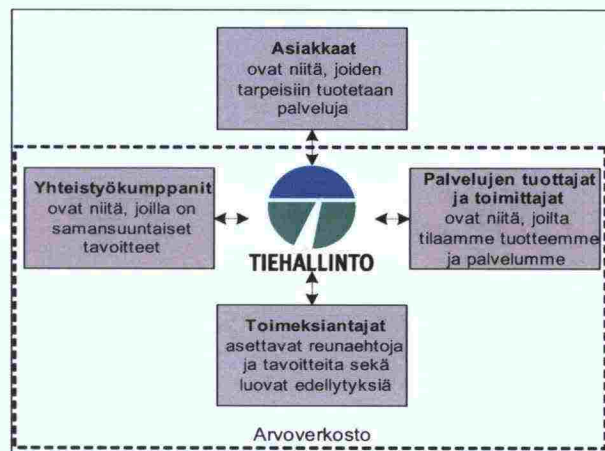 Asiakkaat
ovat niitä, joiden
tarpeisiin tuotetaan
palveluja
Yhteistyökumppanit
ovat niitä, joilla on
samansuuntaiset
tavoitteet
TIEHALLINTO
Palvelujen tuottajat
ja toimittajat
ovat niitä, joilta
tilaamme tuotteemme
ja palvelumme
Toimeksiantajat
asettavat reunaehtoja
ja tavoitteita sekä
luovat edellytyksiä
Arvoverkosto